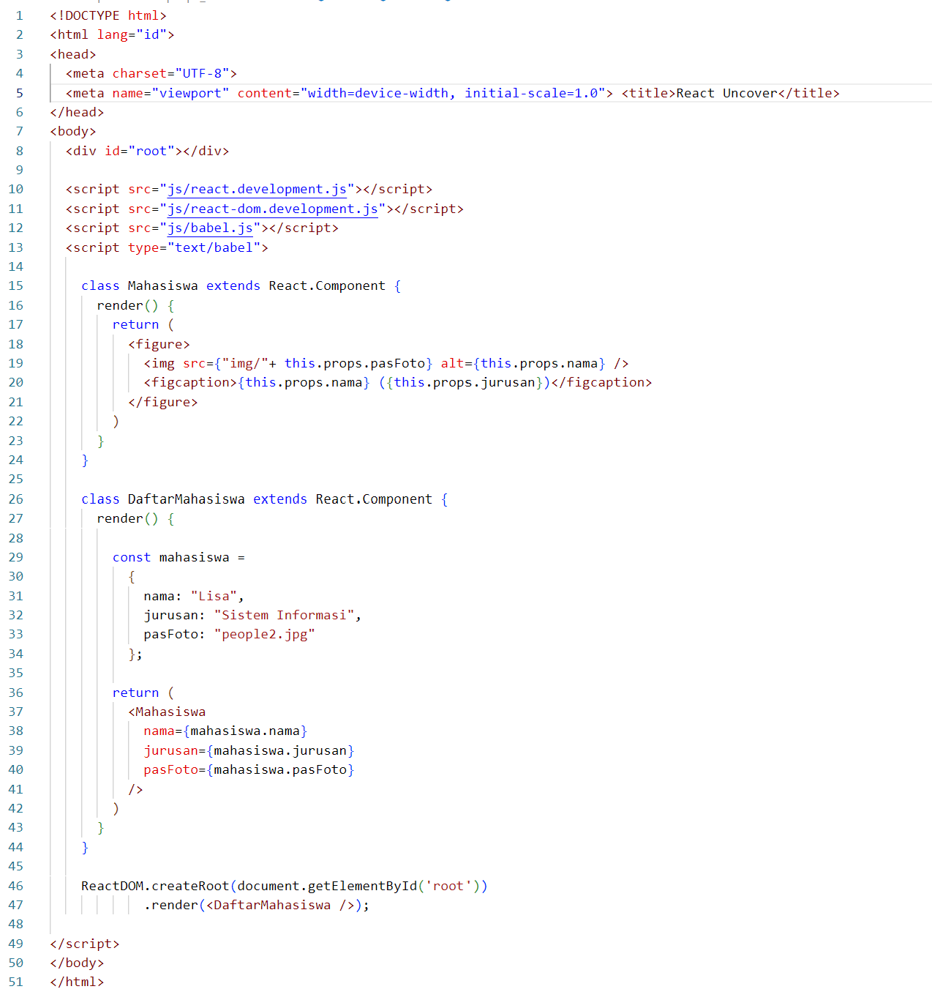 1 <!DOCTYPE html>
2 <html lang="id">
3 <head>
4   <meta charset="UTF-8">
5   <meta name="viewport" content="width=device-width, initial-scale=1.0"> <title>React Uncover</title>
6 </head>
7 <body>
8   <div id="root"></div>
9
10   <script src="js/react.development.js"></script>
11   <script src="js/react-dom.development.js"></script>
12   <script src="js/babel.js"></script>
13   <script type="text/babel">
14
15     class Mahasiswa extends React.Component {
16       render() {
17         return (
18           <figure>
19             <img src={"img/"+ this.props.pasFoto} alt={this.props.nama} />
20             <figcaption>{this.props.nama} ({this.props.jurusan})</figcaption>
21           </figure>
22         )
23       }
24     }
25
26     class DaftarMahasiswa extends React.Component {
27       render() {
28
29         const mahasiswa =
30           {
31             nama: "Lisa",
32             jurusan: "Sistem Informasi",
33             pasFoto: "people2.jpg"
34           };
35
36         return (
37           <Mahasiswa
38             nama={mahasiswa.nama}
39             jurusan={mahasiswa.jurusan}
40             pasFoto={mahasiswa.pasFoto}
41           />
42         )
43       }
44     }
45
46     ReactDOM.createRoot(document.getElementById('root'))
47             .render(<DaftarMahasiswa />);
48
49 </script>
50 </body>
51 </html>